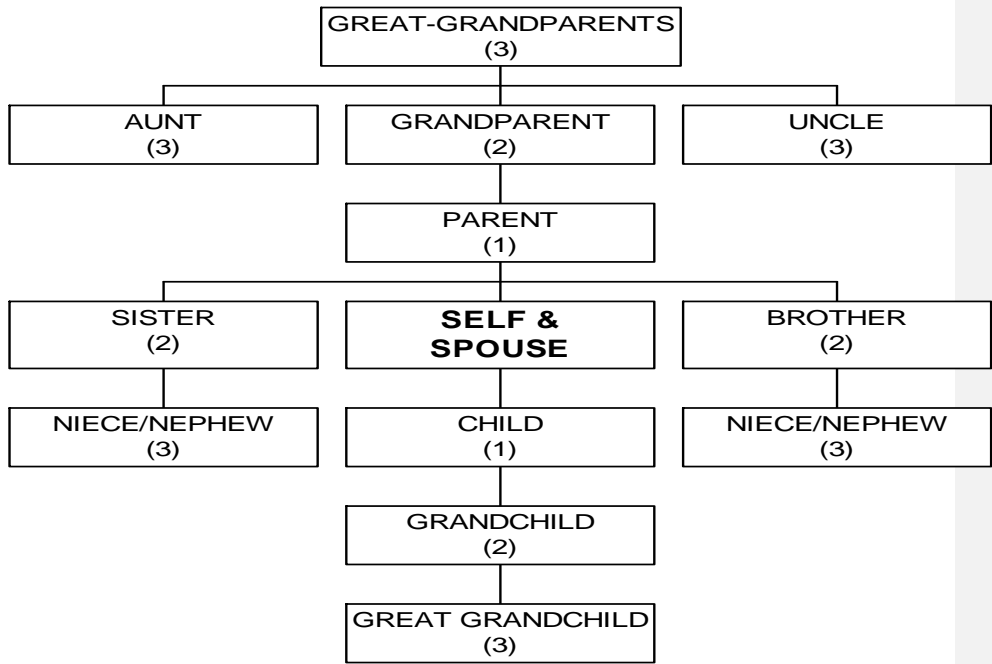 GREAT-GRANDPARENTS
(3)
AUNT
(3)
GRANDPARENT
(2)
UNCLE
(3)
PARENT
(1)
SISTER
(2)
SELF &
SPOUSE
BROTHER
(2)
NIECE/NEPHEW
(3)
CHILD
(1)
NIECE/NEPHEW
(3)
GRANDCHILD
(2)
GREAT GRANDCHILD
(3)